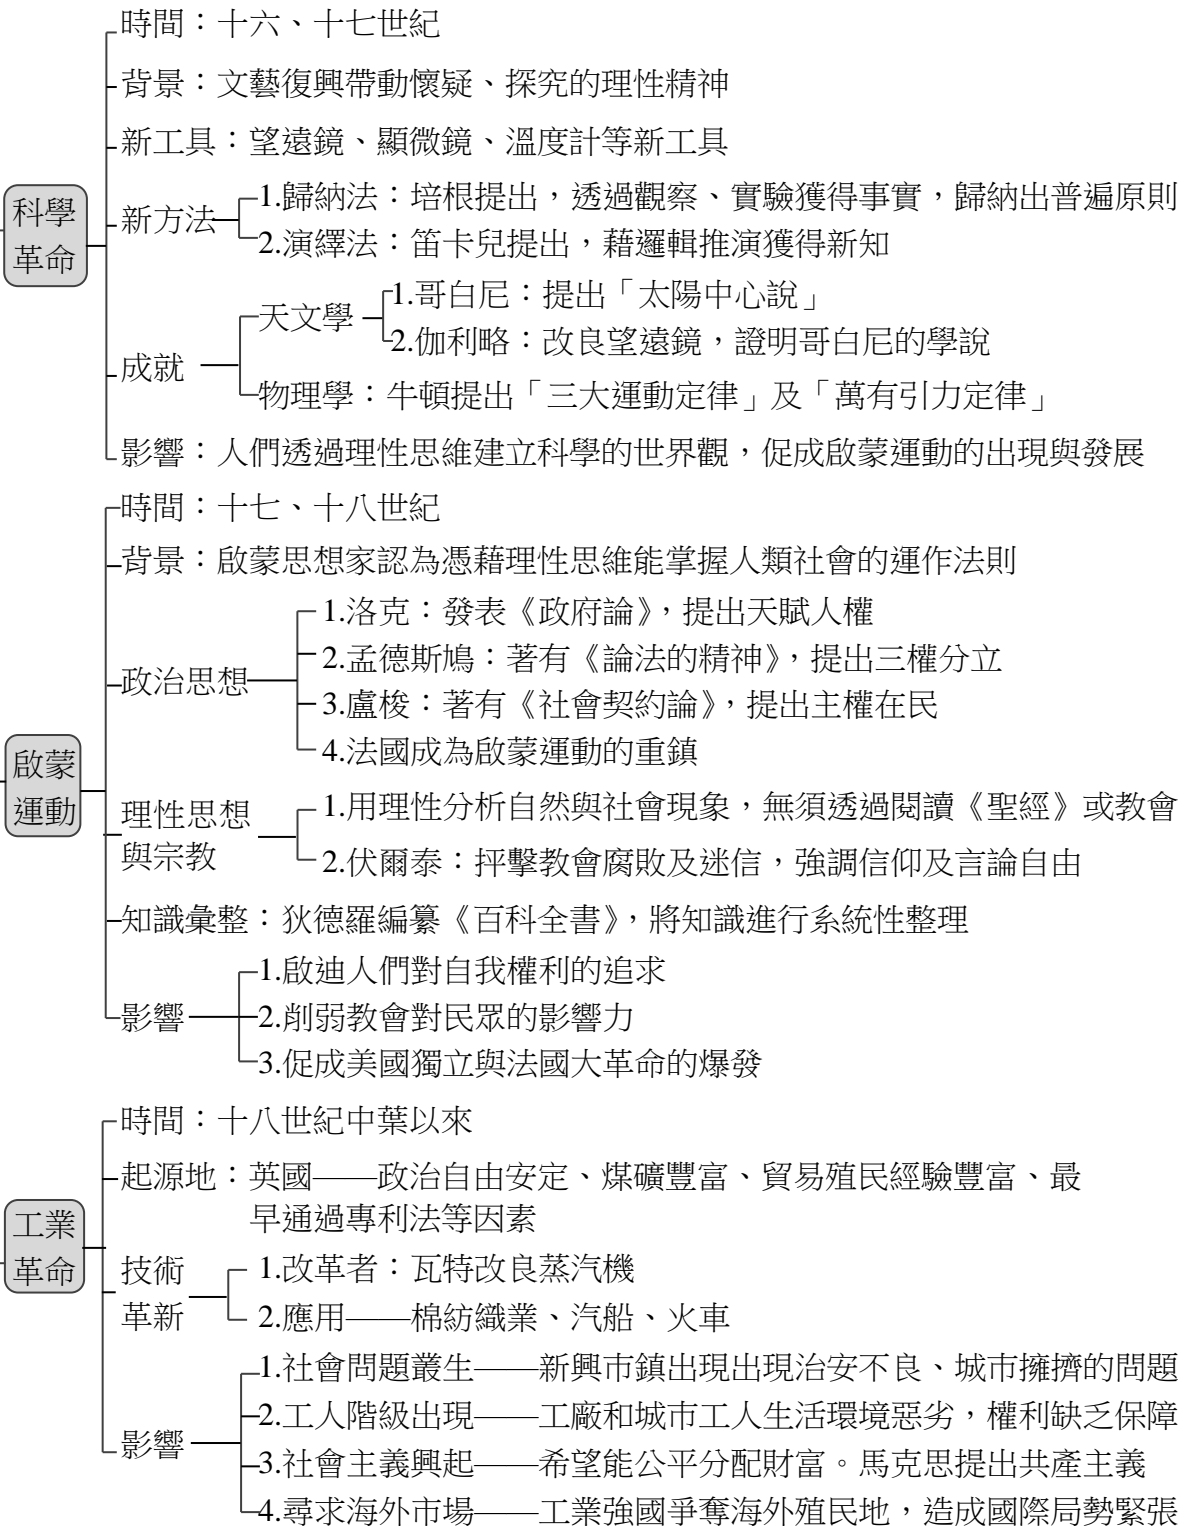 時間：十六、十七世紀
背景：文藝復興帶動懷疑、探究的理性精神
新工具：望遠鏡、顯微鏡、溫度計等新工具
科學
革命
新方法
1.歸納法：培根提出，透過觀察、實驗獲得事實，歸納出普遍原則
2.演繹法：笛卡兒提出，藉邏輯推演獲得新知
成就
天文學
1.哥白尼：提出「太陽中心說」
2.伽利略：改良望遠鏡，證明哥白尼的學說
物理學：牛頓提出「三大運動定律」及「萬有引力定律」
影響：人們透過理性思維建立科學的世界觀，促成啟蒙運動的出現與發展
時間：十七、十八世紀
背景：啟蒙思想家認為憑藉理性思維能掌握人類社會的運作法則
政治思想
1.洛克：發表《政府論》，提出天賦人權
2.孟德斯鳩：著有《論法的精神》，提出三權分立
3.盧梭：著有《社會契約論》，提出主權在民
4.法國成為啟蒙運動的重鎮
啟蒙
運動
理性思想
與宗教
1.用理性分析自然與社會現象，無須透過閱讀《聖經》或教會
2.伏爾泰：抨擊教會腐敗及迷信，強調信仰及言論自由
知識彙整：狄德羅編纂《百科全書》，將知識進行系統性整理
影響
1.啟迪人們對自我權利的追求
2.削弱教會對民眾的影響力
3.促成美國獨立與法國大革命的爆發
時間：十八世紀中葉以來
起源地：英國——政治自由安定、煤礦豐富、貿易殖民經驗豐富、最
早通過專利法等因素
工業
革命
技術
革新
1.改革者：瓦特改良蒸汽機
2.應用——棉紡織業、汽船、火車
影響
1.社會問題叢生——新興市鎮出現出現治安不良、城市擁擠的問題
2.工人階級出現——工廠和城市工人生活環境惡劣，權利缺乏保障
3.社會主義興起——希望能公平分配財富。馬克思提出共產主義
4.尋求海外市場——工業強國爭奪海外殖民地，造成國際局勢緊張